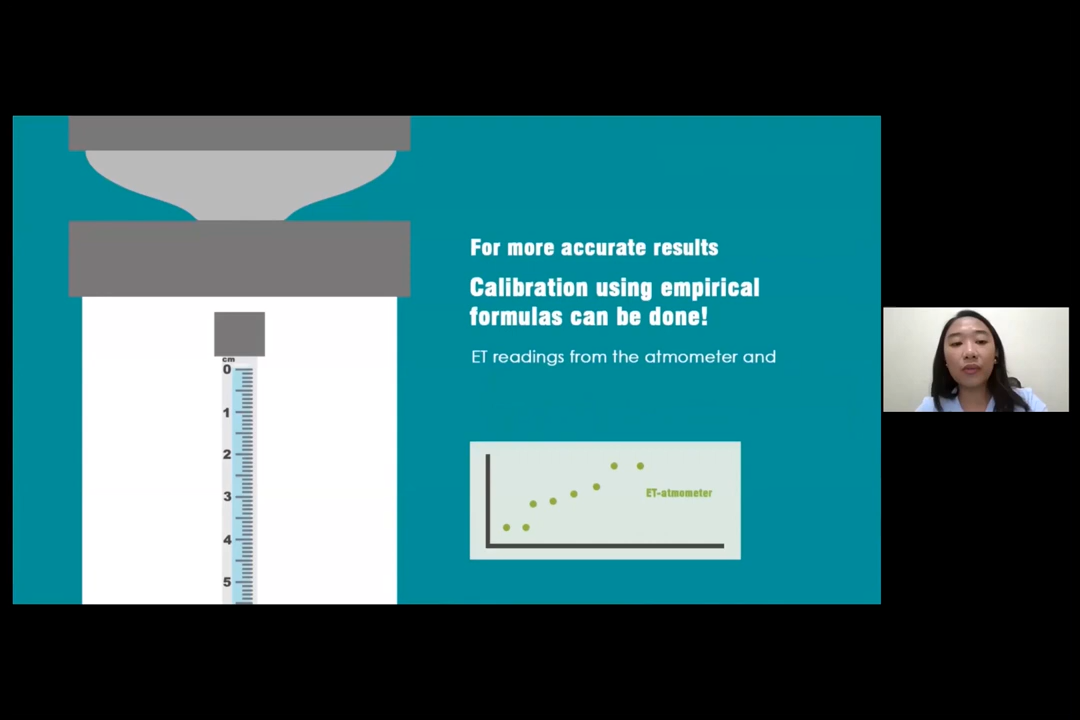 For more accurate results
Calibration using empirical
formulas can be done!
ET readings from the atmometer and
cm
0
1
2
3
4
5
ET-atmometer